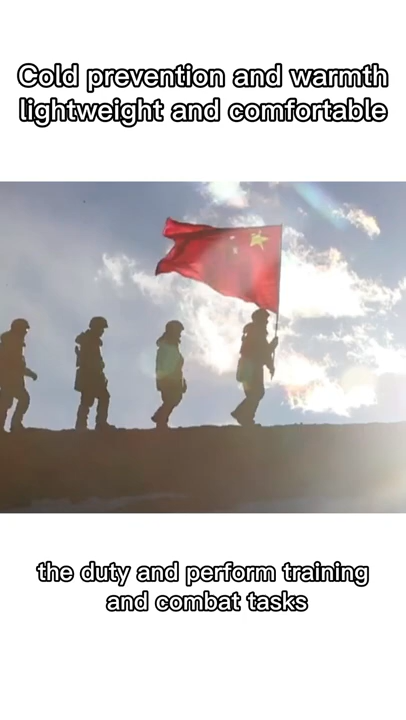 Cold prevention and warmth
lightweight and comfortable
the duty and perform training
and combat tasks